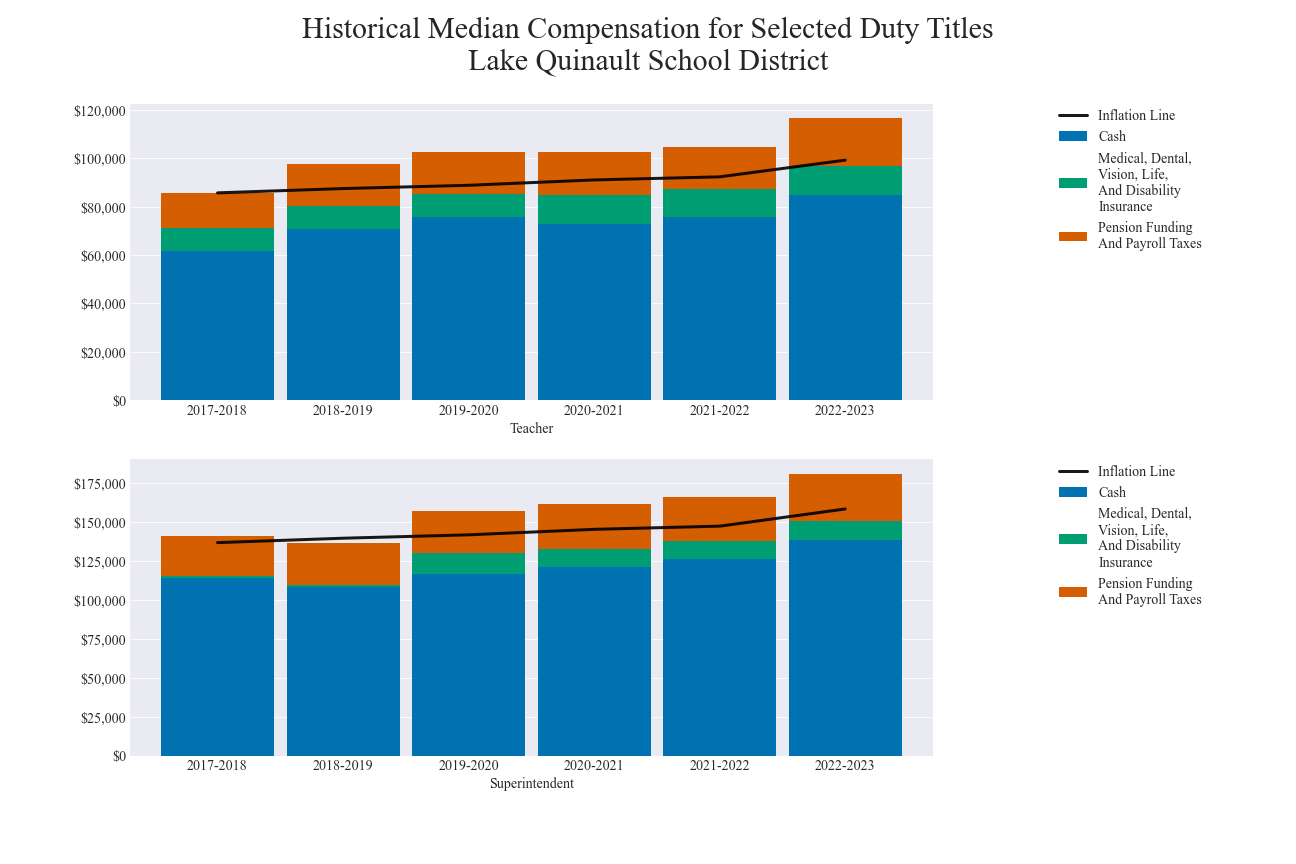 Historical Median Compensation for Selected Duty Titles
Lake Quinault School District
$120,000
$100,000
$80,000
$60,000
$40,000
$20,000
$0
2017-2018 2018-2019 2019-2020 2020-2021 2021-2022 2022-2023
Teacher
Inflation Line
Cash
Medical, Dental,
Vision, Life,
And Disability
Insurance
Pension Funding
And Payroll Taxes
$175,000
$150,000
$125,000
$100,000
$75,000
$50,000
$25,000
$0
2017-2018 2018-2019 2019-2020 2020-2021 2021-2022 2022-2023
Superintendent
Inflation Line
Cash
Medical, Dental,
Vision, Life,
And Disability
Insurance
Pension Funding
And Payroll Taxes